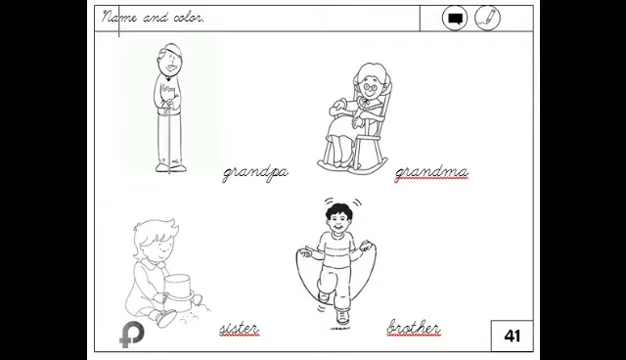 Name and color.
grandpa
grandma
sister
brother
41